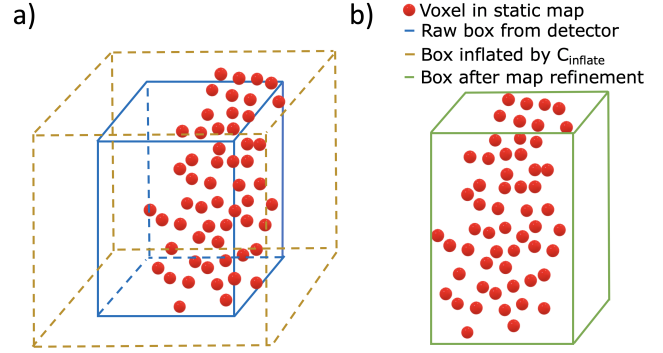 a)
b)
Voxel in static map
Raw box from detector
Box inflated by Cinflate
Box after map refinement